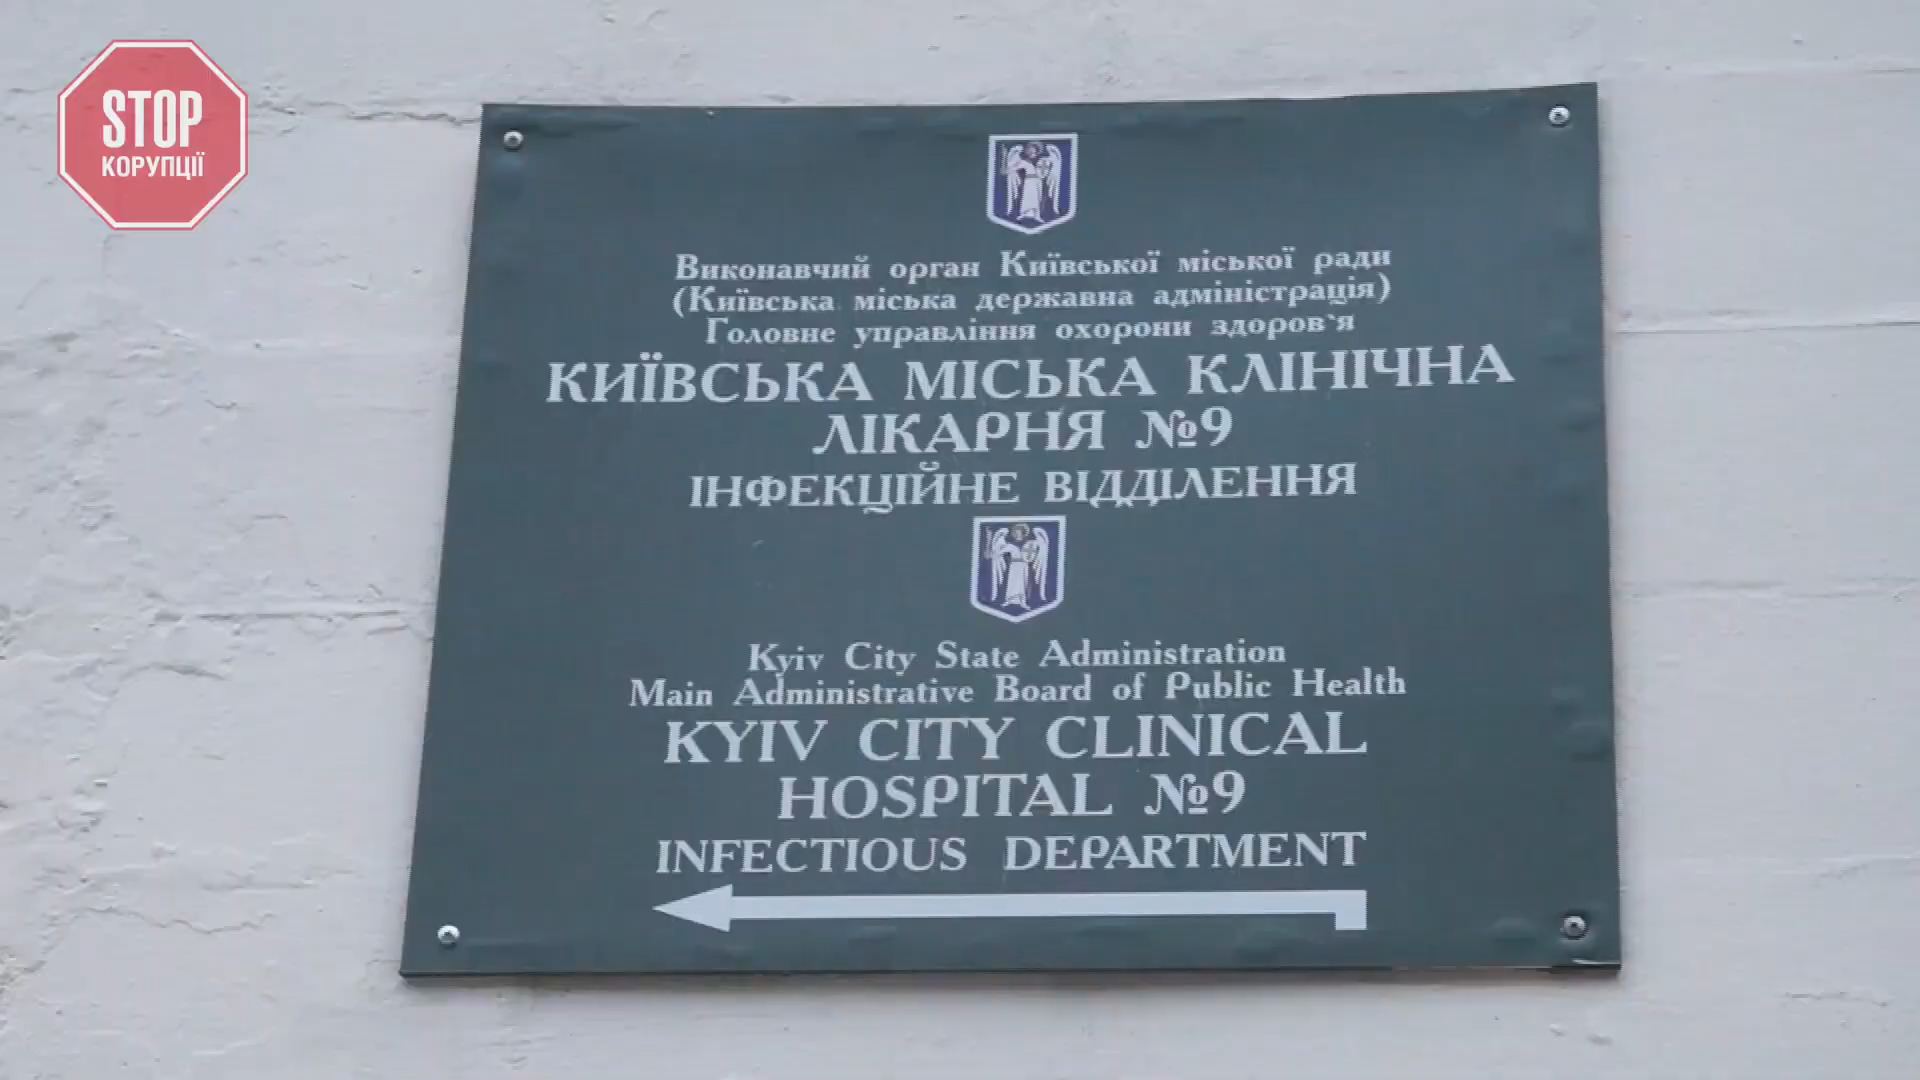 STOP
КОРУПЦІЇ
Виконавчий орган Київської міської ради
(Київська міська державна адміністрація)
Головне управління охорони здоров`я
КИЇВСЬКА МІСЬКА КЛІНІЧНА
ЛІКАРНЯ №9
ІНФЕКЦІЙНЕ ВІДДІЛЕННЯ
Kyiv City State Administration
Main Administrative Board of Public Health
KYIV CITY CLINICAL
HOSPITAL №9
INFECTIOUS DEPARTMENT